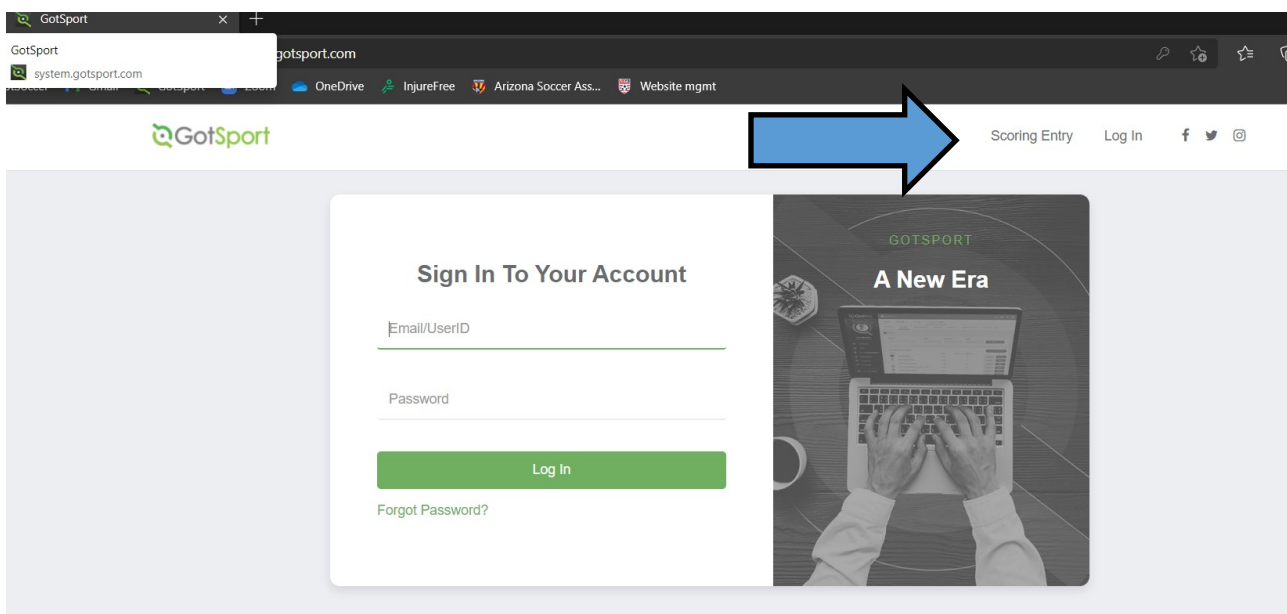 GotSport
GotSport
system.gotsport.com
gotsport.com
OneDrive InjureFree Arizona Soccer Ass... Website mgmt
GotSport
Scoring Entry Log In
GOTSPORT
A New Era
Sign In To Your Account
Email/UserID
Password
Log In
Forgot Password?